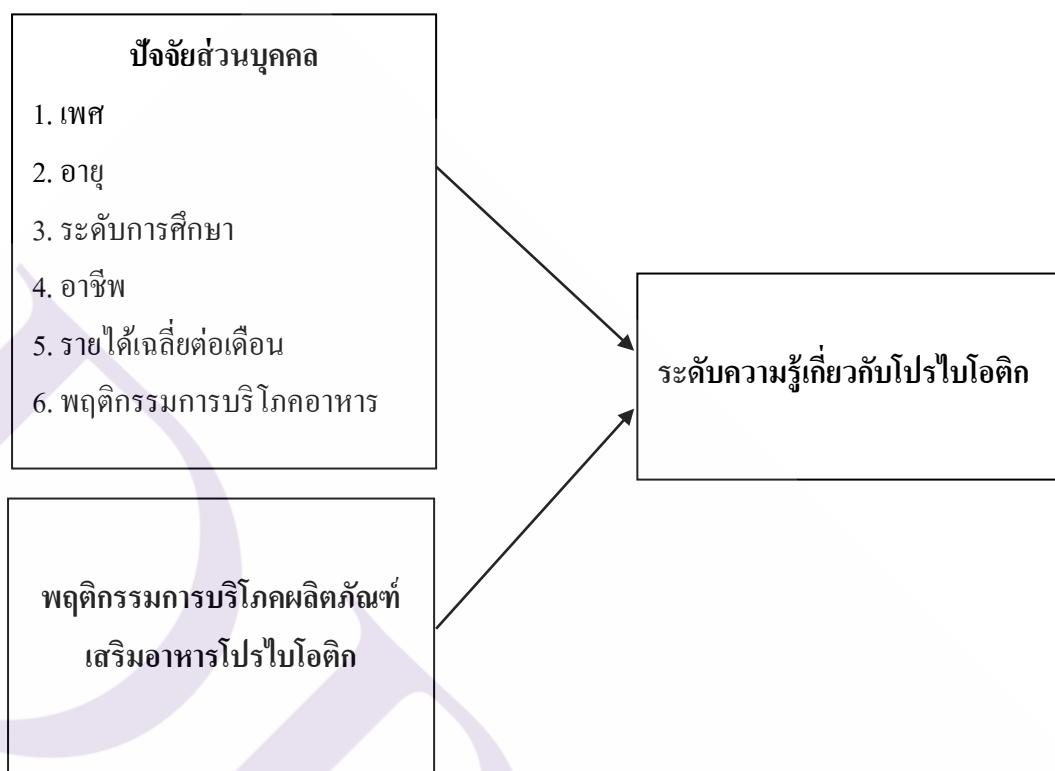 ปัจจัยส่วนบุคคล
1. เพศ
2. อายุ
3. ระดับการศึกษา
4. อาชีพ
5. รายได้เฉลี่ยต่อเดือน
6. พฤติกรรมการบริโภคอาหาร
ระดับความรู้เกี่ยวกับโปรไบโอติก
พฤติกรรมการบริโภคผลิตภัณฑ์
เสริมอาหารโปรไบโอติก